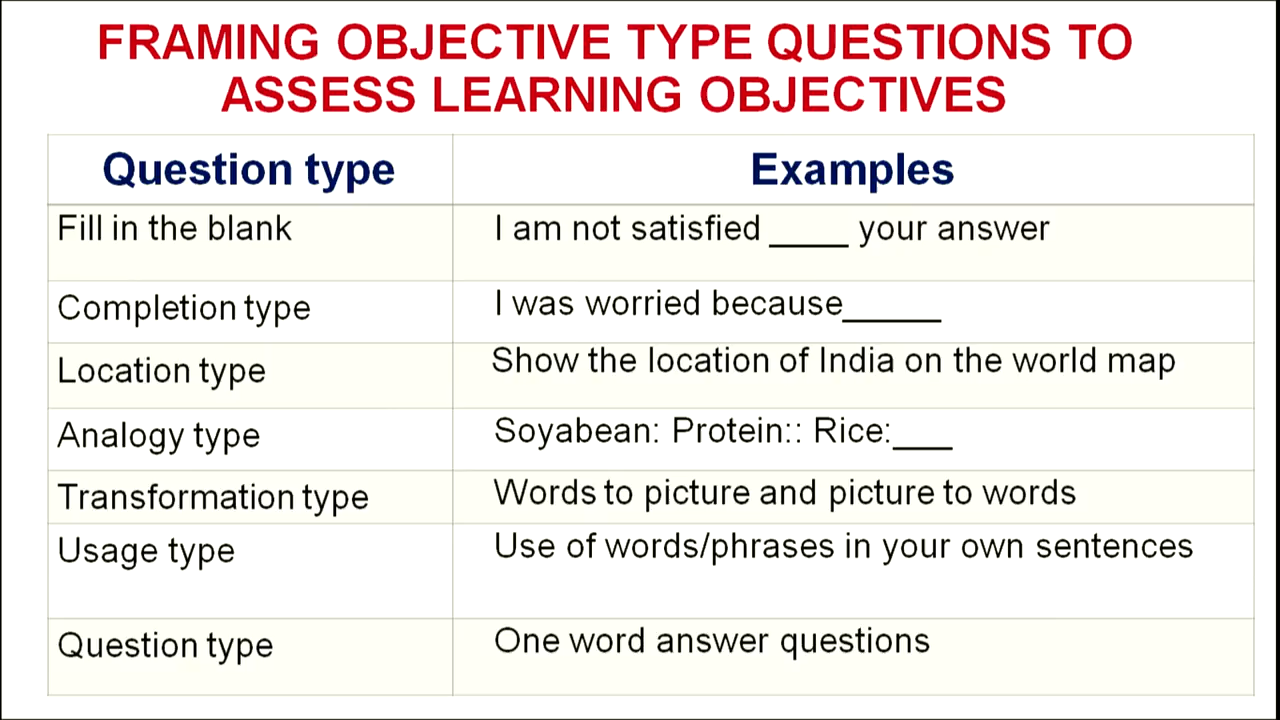 FRAMING OBJECTIVE TYPE QUESTIONS TO
ASSESS LEARNING OBJECTIVES
Question type Examples
Fill in the blank I am not satisfied ____ your answer
Completion type I was worried because_____
Location type Show the location of India on the world map
Analogy type Soyabean: Protein:: Rice:___
Transformation type Words to picture and picture to words
Usage type Use of words/phrases in your own sentences
Question type One word answer questions